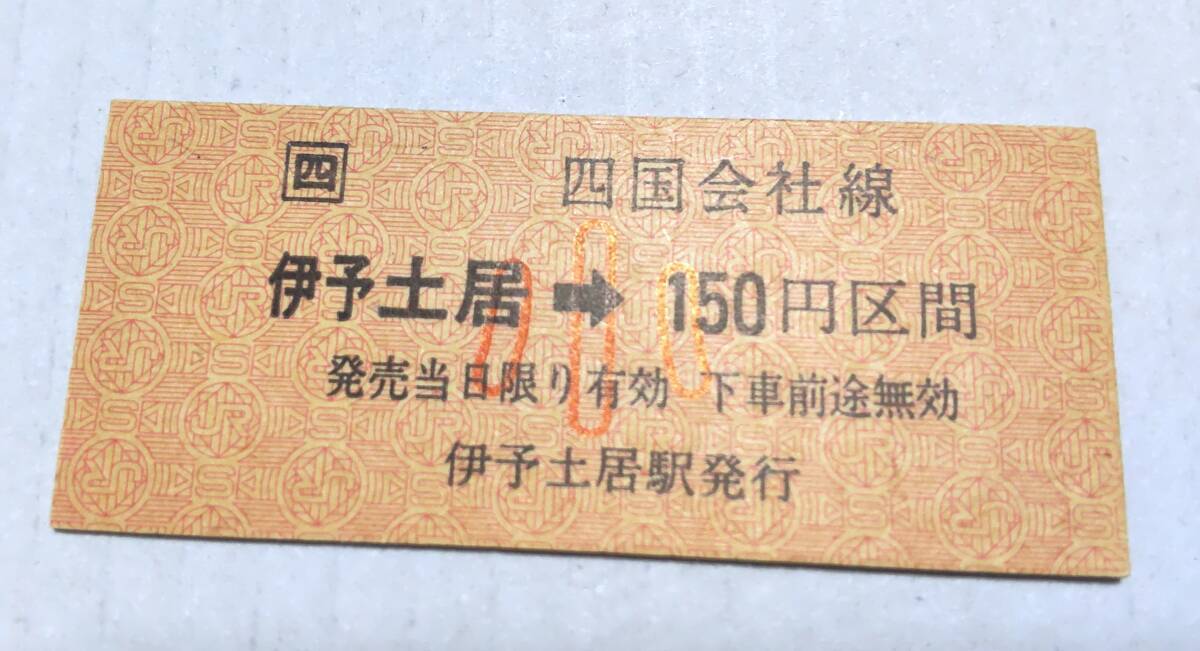 四 四国会社線
伊予土居➡150円区間
小
発売当日限り有効 下車前途無効
伊予土居駅発行